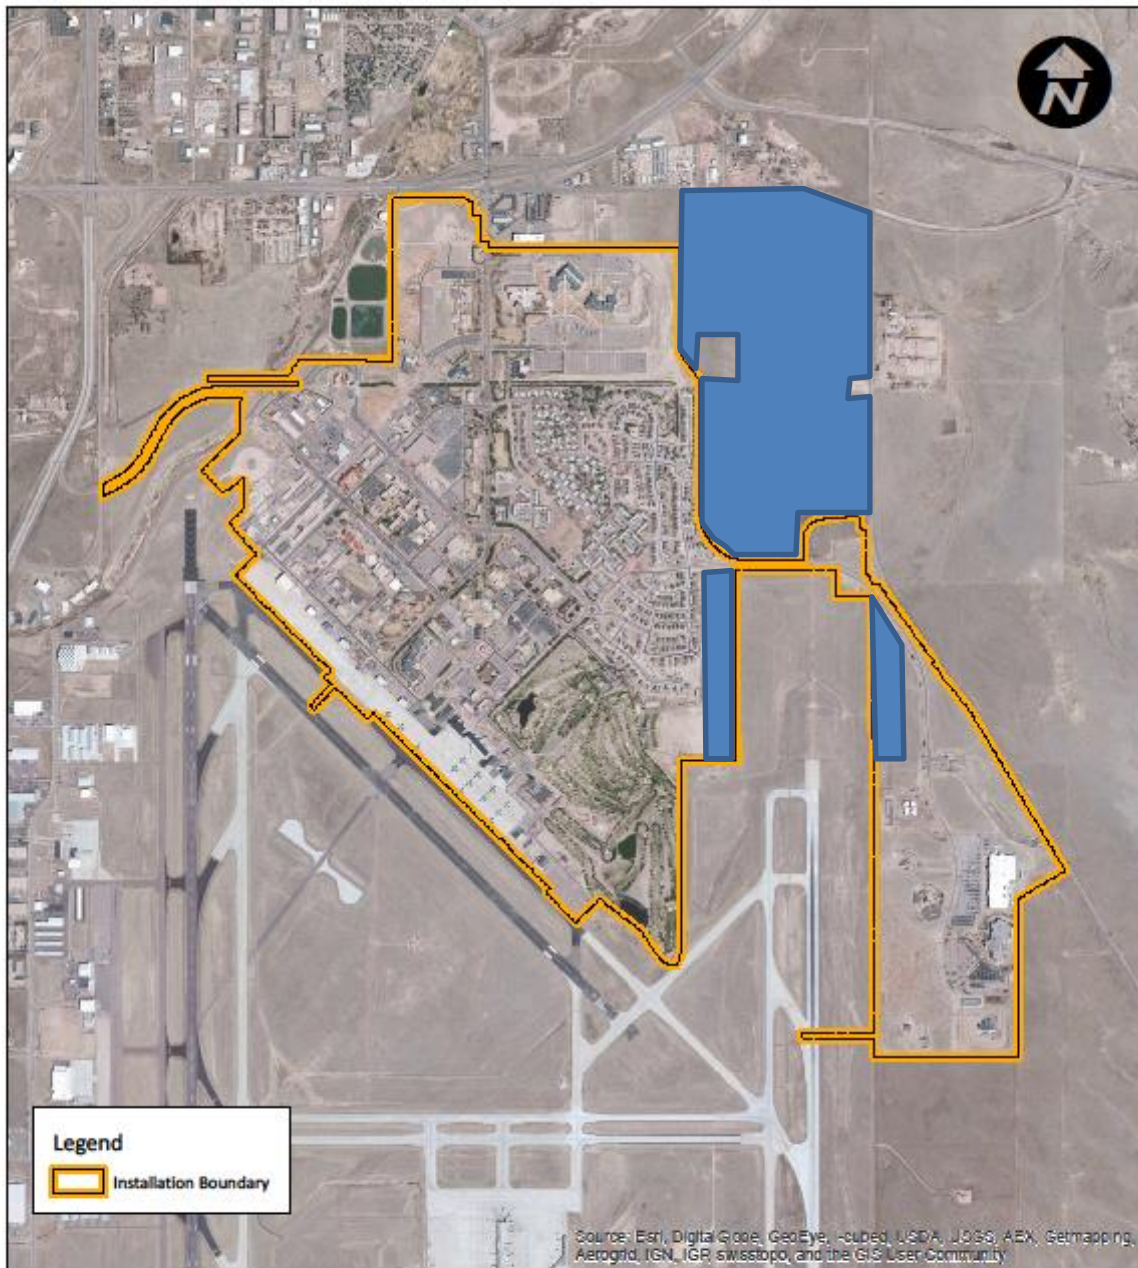 N
Legend
Installation Boundary
Source: Esri, DigitalGlobe, GeoEye, i-cubed, USDA, USGS, AEX, Getmapping,
Aerogrid, IGN, IGP, swisstopo, and the GIS User Community